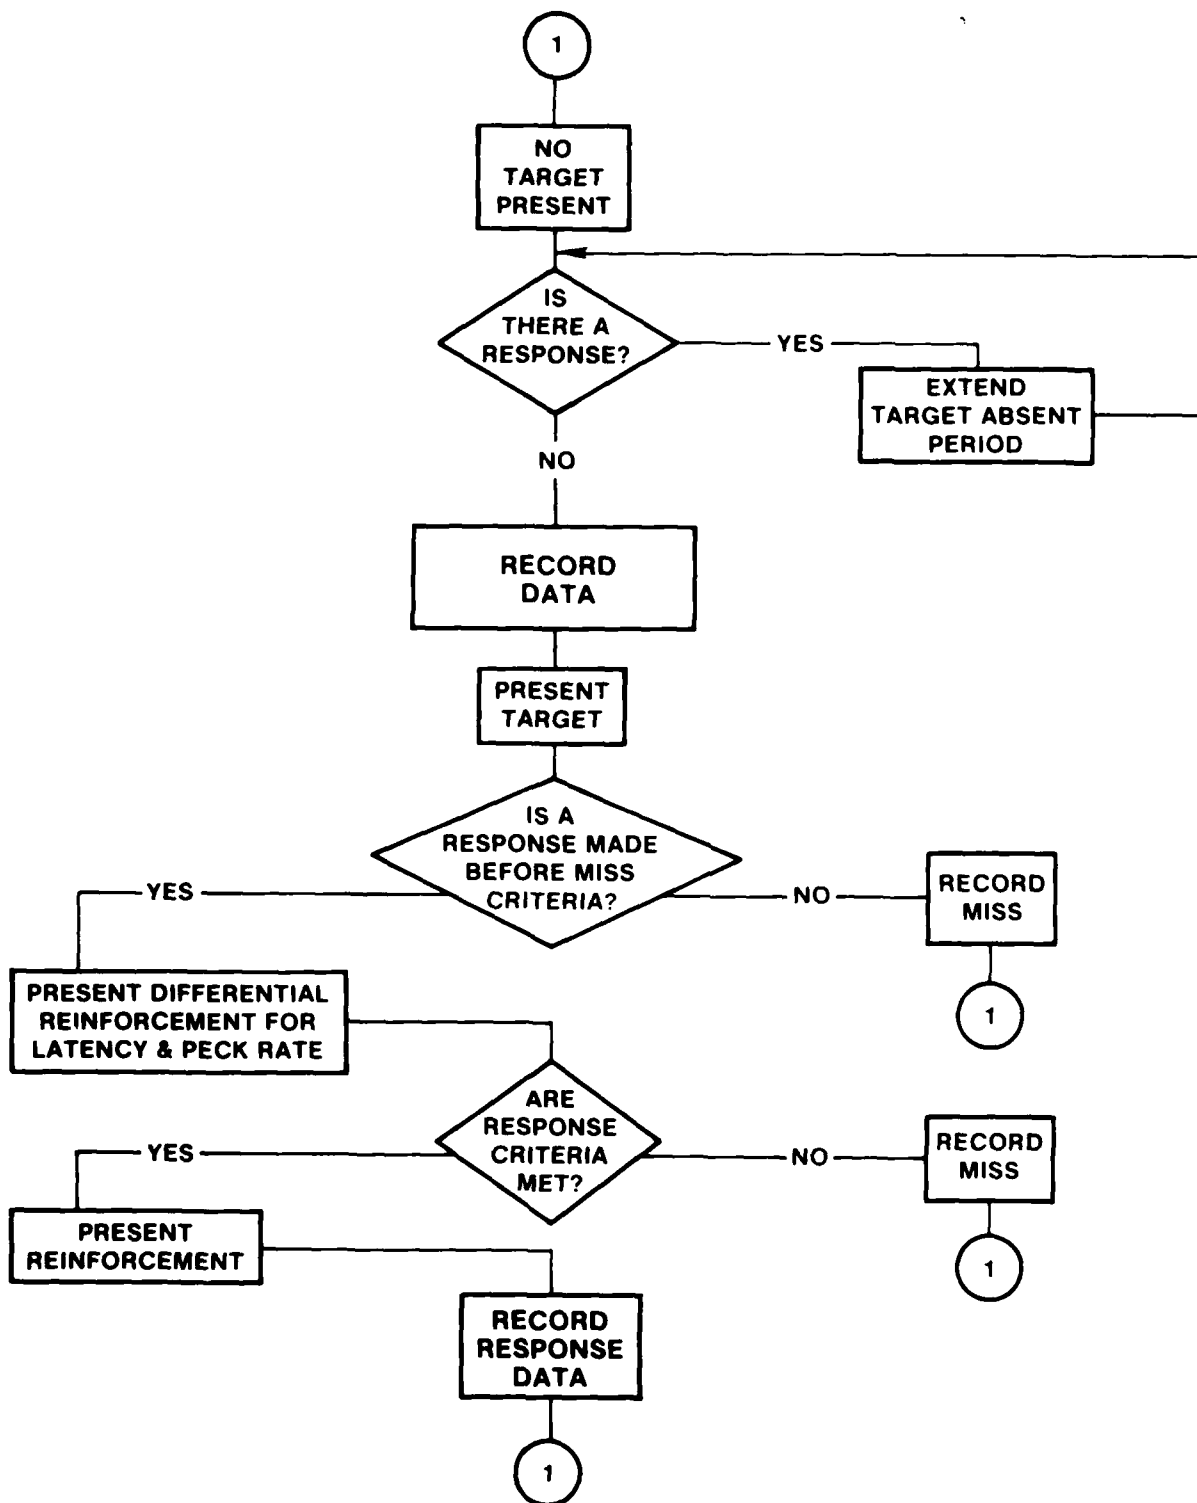 1
NO
TARGET
PRESENT
IS
THERE A
RESPONSE?
YES
EXTEND
TARGET ABSENT
PERIOD
NO
RECORD
DATA
PRESENT
TARGET
IS A
RESPONSE MADE
BEFORE MISS
CRITERIA?
YES
NO
RECORD
MISS
1
PRESENT DIFFERENTIAL
REINFORCEMENT FOR
LATENCY & PECK RATE
ARE
RESPONSE
CRITERIA
MET?
YES
NO
RECORD
MISS
1
PRESENT
REINFORCEMENT
RECORD
RESPONSE
DATA
1